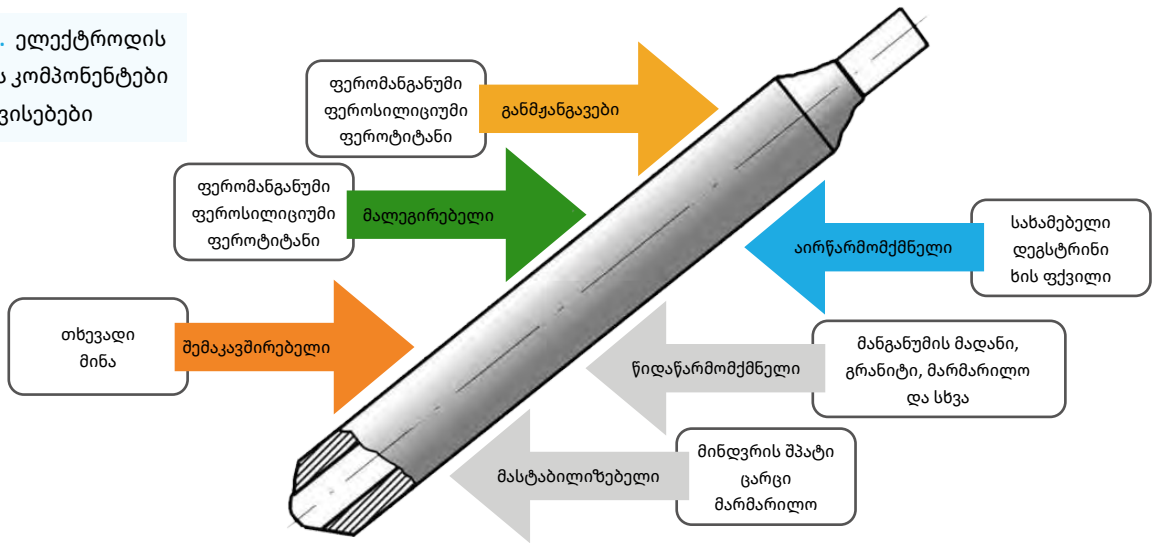 . ელექტროდის
ს კომპონენტები
ვისებები
ფერომანგანუმი
ფეროსილიციუმი
ფეროტიტანი
განმჟანგავები
ფერომანგანუმი
ფეროსილიციუმი
ფეროტიტანი
მალეგირებელი
თხევადი
მინა
შემაკავშირებელი
აირწარმომქმნელი
სახამებელი
დეგსტრინი
ხის ფქვილი
წიდაწარმომქმნელი
მანგანუმის მადანი,
გრანიტი, მარმარილო
და სხვა
მასტაბილიზებელი
მინდვრის შპატი
ცარცი
მარმარილო